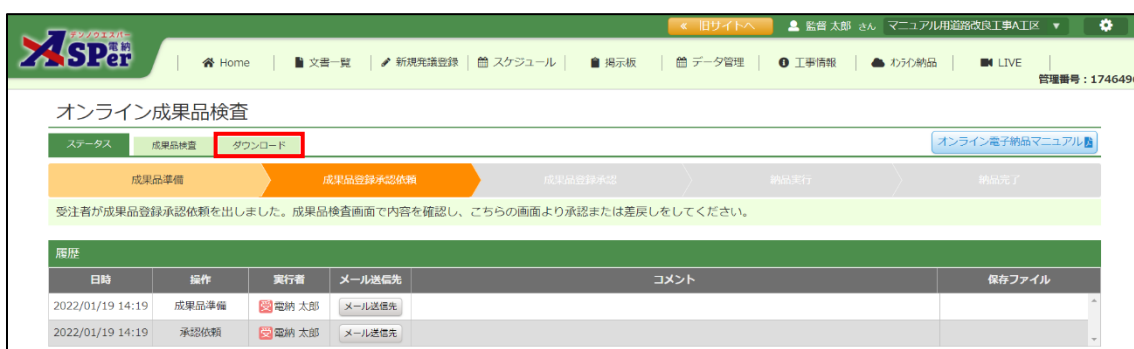 « 旧サイトへ 監督 太郎 さん マニュアル用道路改良工事A工区 ▼
デンノウエスパー
ASPer 電納
Home 文書一覧 新規発議登録 スケジュール 掲示板 データ管理 工事情報 オンライン納品 LIVE
管理番号：174649
オンライン成果品検査
ステータス 成果品検査 ダウンロード オンライン電子納品マニュアル
成果品準備 成果品登録承認依頼 成果品登録承認 納品実行 納品完了
受注者が成果品登録承認依頼を出しました。成果品検査画面で内容を確認し、こちらの画面より承認または差戻しをしてください。
履歴
日時 操作 実行者 メール送信先 コメント 保存ファイル
2022/01/19 14:19 成果品準備 受 電納 太郎 メール送信先
2022/01/19 14:19 承認依頼 受 電納 太郎 メール送信先